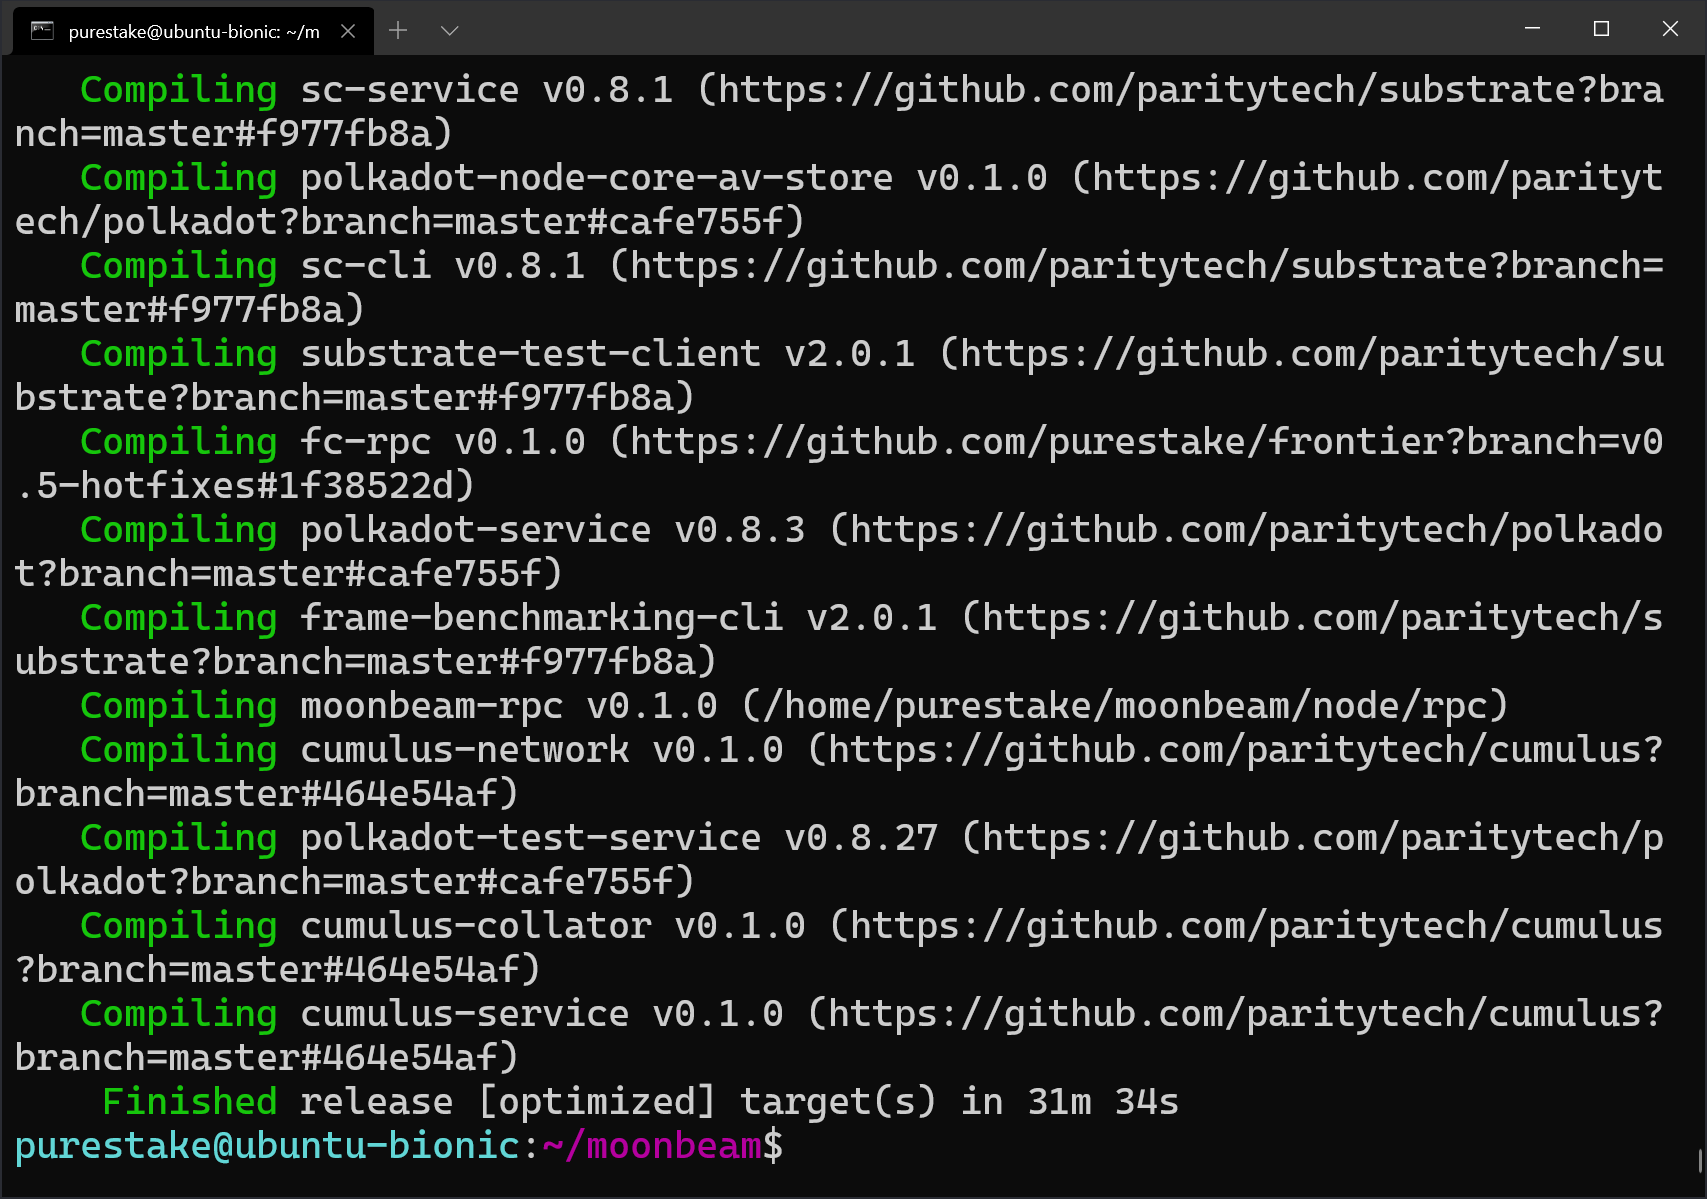 purestake@ubuntu-bionic: ~/m
Compiling sc-service v0.8.1 (https://github.com/paritytech/substrate?bra
nch=master#f977fb8a)
Compiling polkadot-node-core-av-store v0.1.0 (https://github.com/parityt
ech/polkadot?branch=master#cafe755f)
Compiling sc-cli v0.8.1 (https://github.com/paritytech/substrate?branch=
master#f977fb8a)
Compiling substrate-test-client v2.0.1 (https://github.com/paritytech/su
bstrate?branch=master#f977fb8a)
Compiling fc-rpc v0.1.0 (https://github.com/purestake/frontier?branch=v0
.5-hotfixes#1f38522d)
Compiling polkadot-service v0.8.3 (https://github.com/paritytech/polkado
t?branch=master#cafe755f)
Compiling frame-benchmarking-cli v2.0.1 (https://github.com/paritytech/s
ubstrate?branch=master#f977fb8a)
Compiling moonbeam-rpc v0.1.0 (/home/purestake/moonbeam/node/rpc)
Compiling cumulus-network v0.1.0 (https://github.com/paritytech/cumulus?
branch=master#464e54af)
Compiling polkadot-test-service v0.8.27 (https://github.com/paritytech/p
olkadot?branch=master#cafe755f)
Compiling cumulus-collator v0.1.0 (https://github.com/paritytech/cumulus
?branch=master#464e54af)
Compiling cumulus-service v0.1.0 (https://github.com/paritytech/cumulus?
branch=master#464e54af)
Finished release [optimized] target(s) in 31m 34s
purestake@ubuntu-bionic:~/moonbeam$